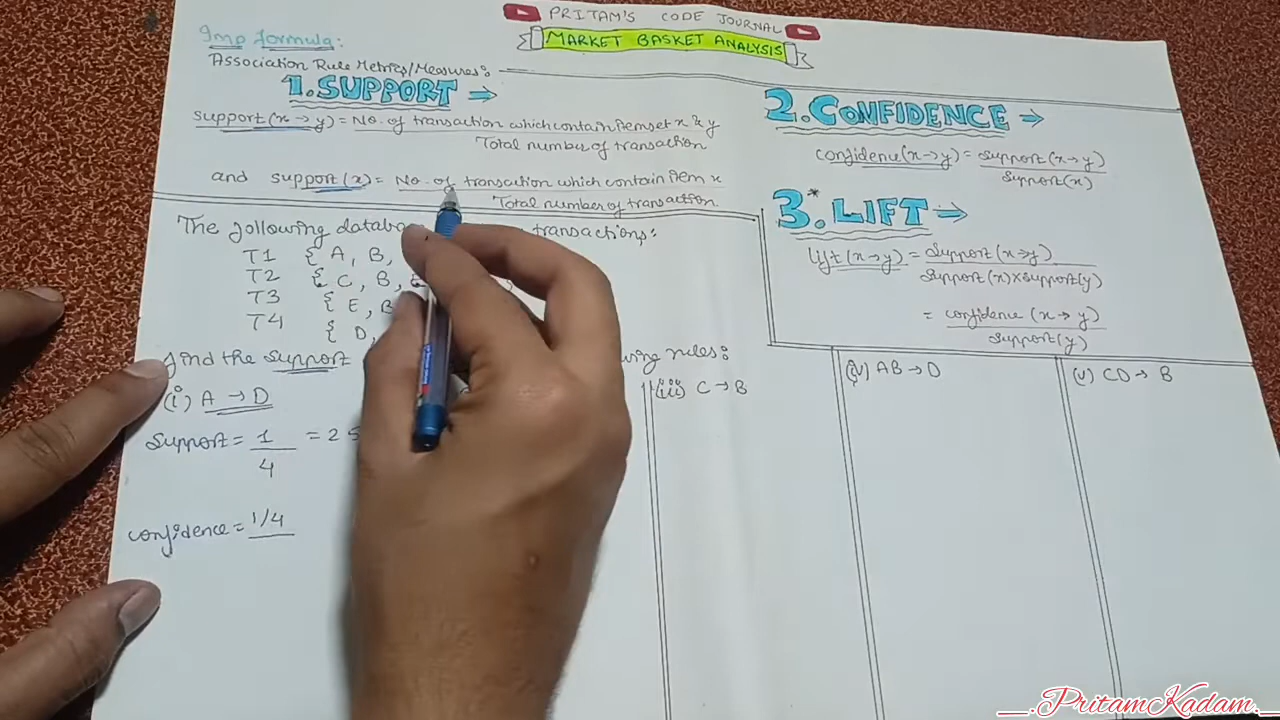 PRITAM'S CODE JOURNAL
MARKET BASKET ANALYSIS
Imp formula:
Association Rule Metrics/Measures:
1. SUPPORT →
support(x→y) = No. of transaction which contain itemset x & y
Total number of transaction
and support(x) = No. of transaction which contain item x
Total number of transaction.
2. CONFIDENCE →
confidence(x→y) = support(x→y)
support(x)
3.* LIFT →
lift(x→y) = support(x→y)
support(x) x support(y)
= confidence (x→y)
support(y)
The following transactions:
T1 { A, B,
T2 { C, B, E
T3 { E, B
T4 { D,
find the support rules:
(i) A → D
support = 1
4
= 2
confidence = 1/4
(iii) C → B
(iv) AB → D
(v) CD → B
__.PritamKadam.__